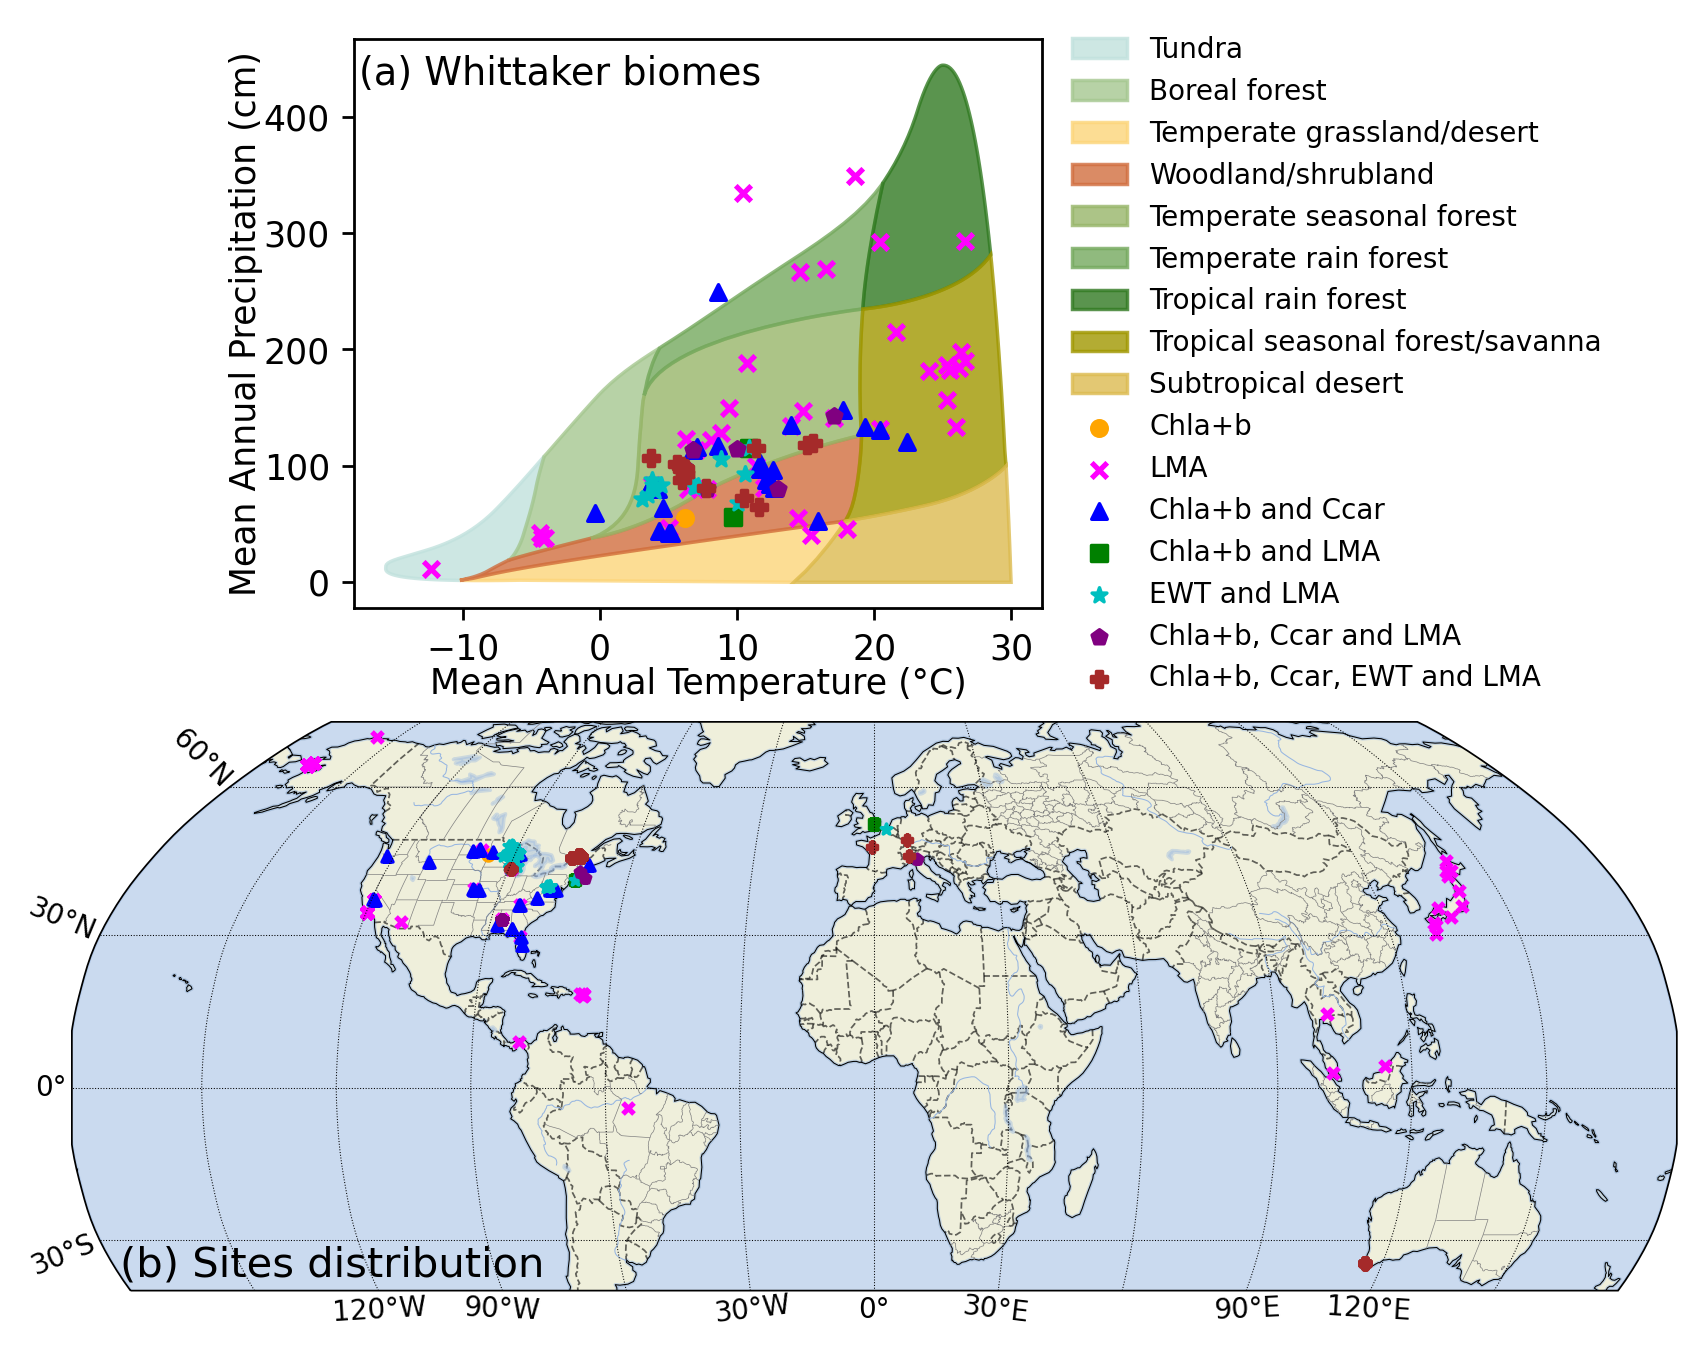 (a) Whittaker biomes
Mean Annual Precipitation (cm)
400
300
200
100
0
−10
0
10
20
30
Mean Annual Temperature (°C)
Tundra
Boreal forest
Temperate grassland/desert
Woodland/shrubland
Temperate seasonal forest
Temperate rain forest
Tropical rain forest
Tropical seasonal forest/savanna
Subtropical desert
Chla+b
LMA
Chla+b and Ccar
Chla+b and LMA
EWT and LMA
Chla+b, Ccar and LMA
Chla+b, Ccar, EWT and LMA
60°N
30°N
0°
30°S
(b) Sites distribution
120°W
90°W
30°W
0°
30°E
90°E
120°E